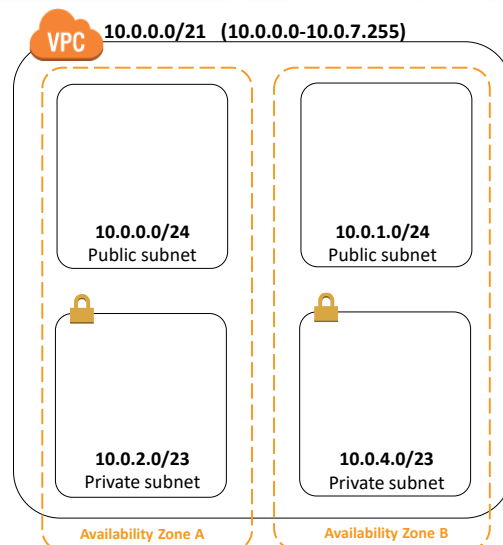 VPC 10.0.0.0/21 (10.0.0.0-10.0.7.255)
10.0.0.0/24
Public subnet
10.0.1.0/24
Public subnet
10.0.2.0/23
Private subnet
10.0.4.0/23
Private subnet
Availability Zone A
Availability Zone B